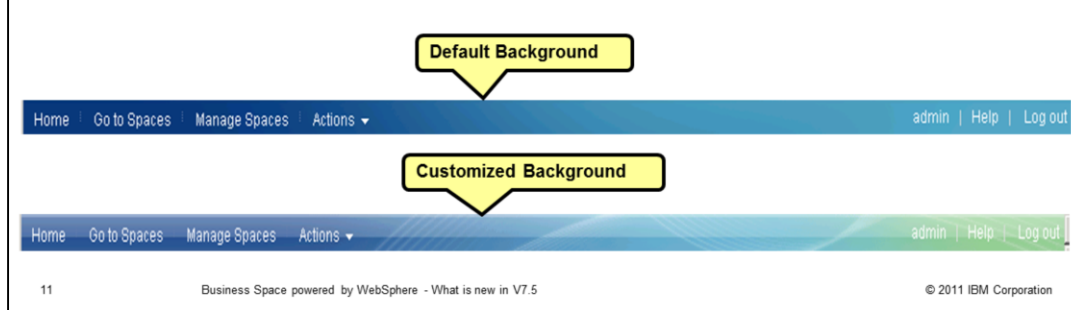 Default Background
Home Go to Spaces Manage Spaces Actions admin | Help | Log out
Customized Background
Home Go to Spaces Manage Spaces Actions admin | Help | Log out
11 Business Space powered by WebSphere - What is new in V7.5 © 2011 IBM Corporation